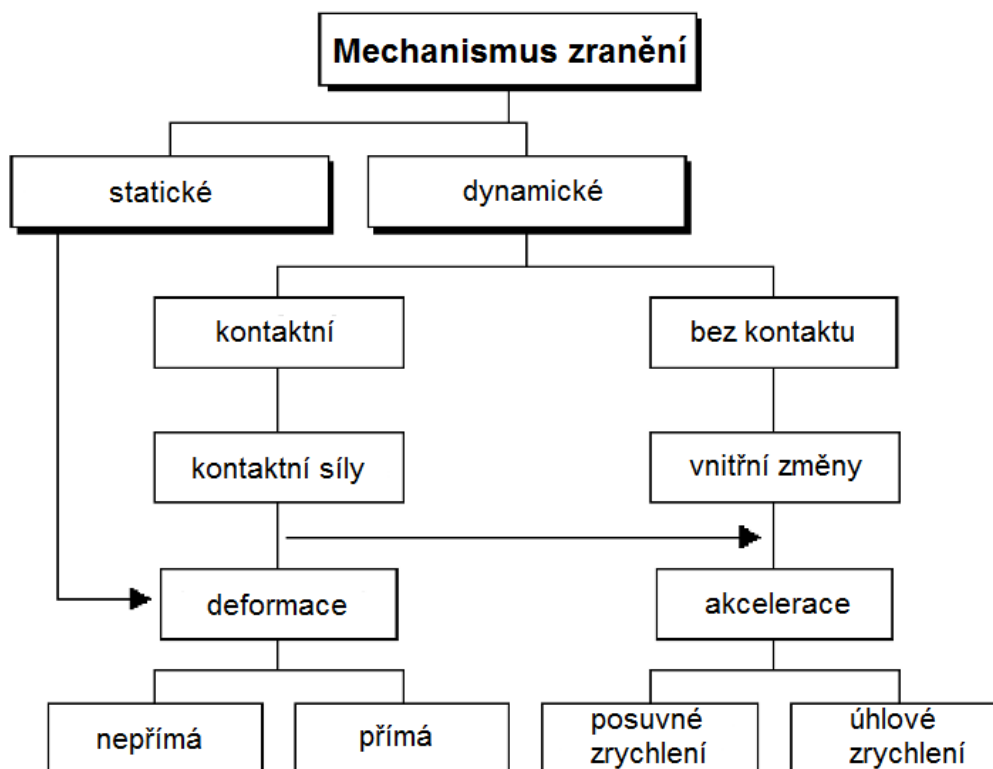 Mechanismus zranění
statické
dynamické
kontaktní
bez kontaktu
kontaktní síly
vnitřní změny
deformace
akcelerace
nepřímá
přímá
posuvné
zrychlení
úhlové
zrychlení